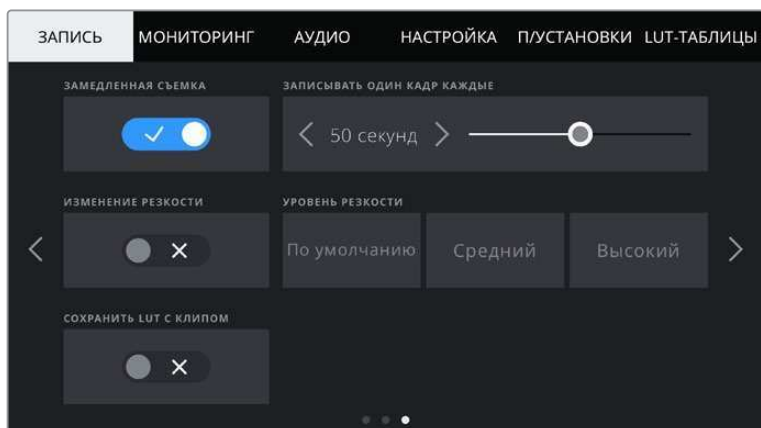 ЗАПИСЬ МОНИТОРИНГ АУДИО НАСТРОЙКА П/УСТАНОВКИ LUT-ТАБЛИЦЫ
ЗАМЕДЛЕННАЯ СЪЕМКА ЗАПИСЫВАТЬ ОДИН КАДР КАЖДЫЕ
50 секунд
ИЗМЕНЕНИЕ РЕЗКОСТИ УРОВЕНЬ РЕЗКОСТИ
По умолчанию Средний Высокий
СОХРАНИТЬ LUT С КЛИПОМ